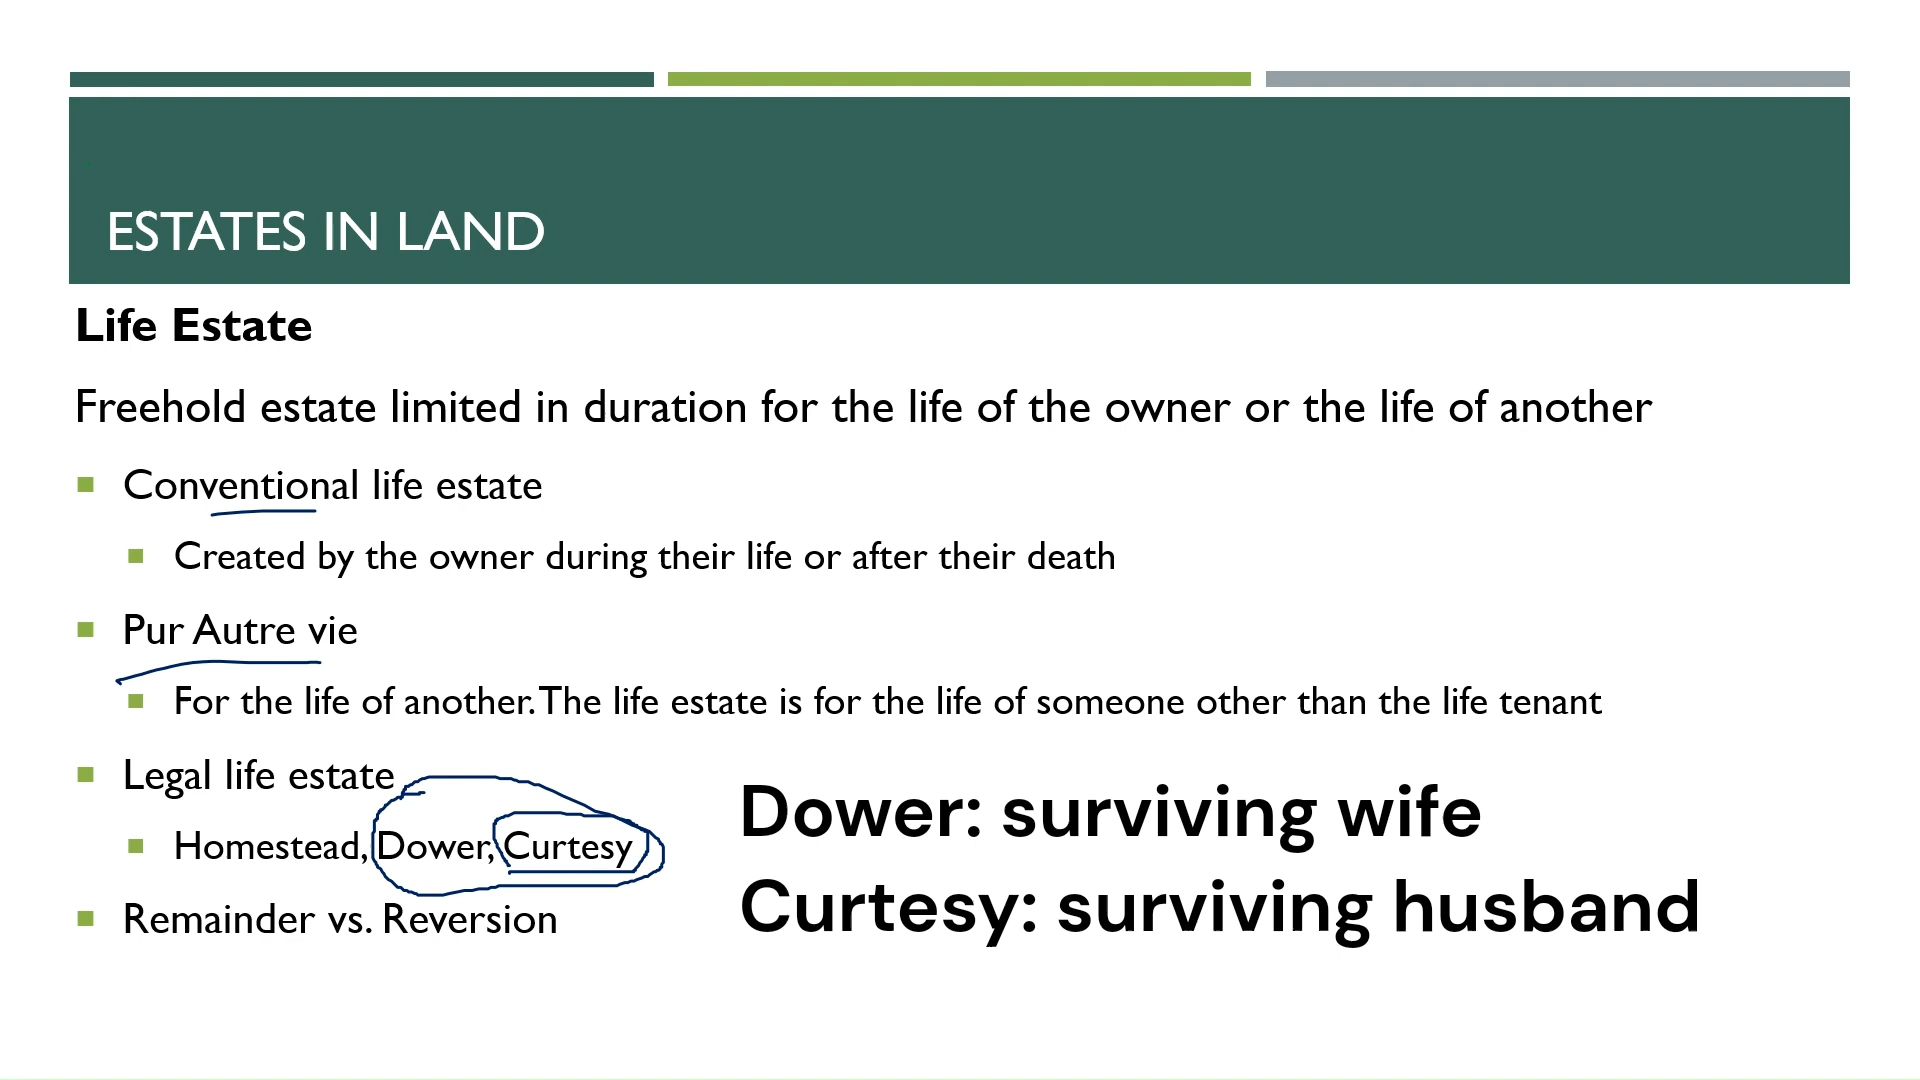 ESTATES IN LAND
Life Estate
Freehold estate limited in duration for the life of the owner or the life of another
Conventional life estate
Created by the owner during their life or after their death
Pur Autre vie
For the life of another. The life estate is for the life of someone other than the life tenant
Legal life estate
Homestead, Dower, Curtesy
Remainder vs. Reversion
Dower: surviving wife
Curtesy: surviving husband